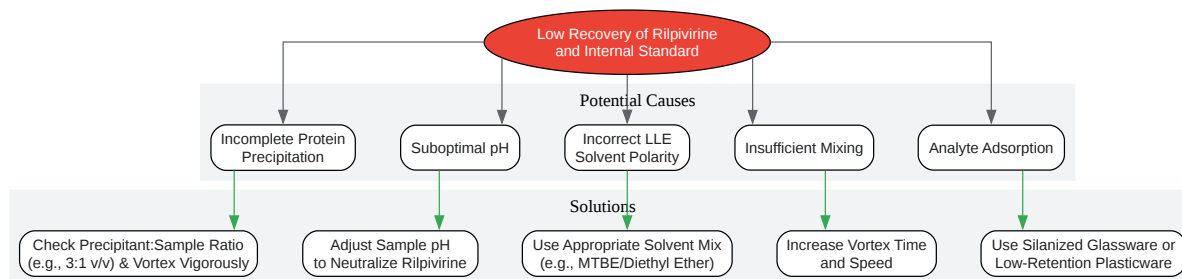 Low Recovery of Rilpivirine
and Internal Standard
Potential Causes
Incomplete Protein
Precipitation
Suboptimal pH
Incorrect LLE
Solvent Polarity
Insufficient Mixing
Analyte Adsorption
Solutions
Check Precipitant:Sample Ratio
(e.g., 3:1 v/v) & Vortex Vigorously
Adjust Sample pH
to Neutralize Rilpivirine
Use Appropriate Solvent Mix
(e.g., MTBE/Diethyl Ether)
Increase Vortex Time
and Speed
Use Silanized Glassware or
Low-Retention Plasticware